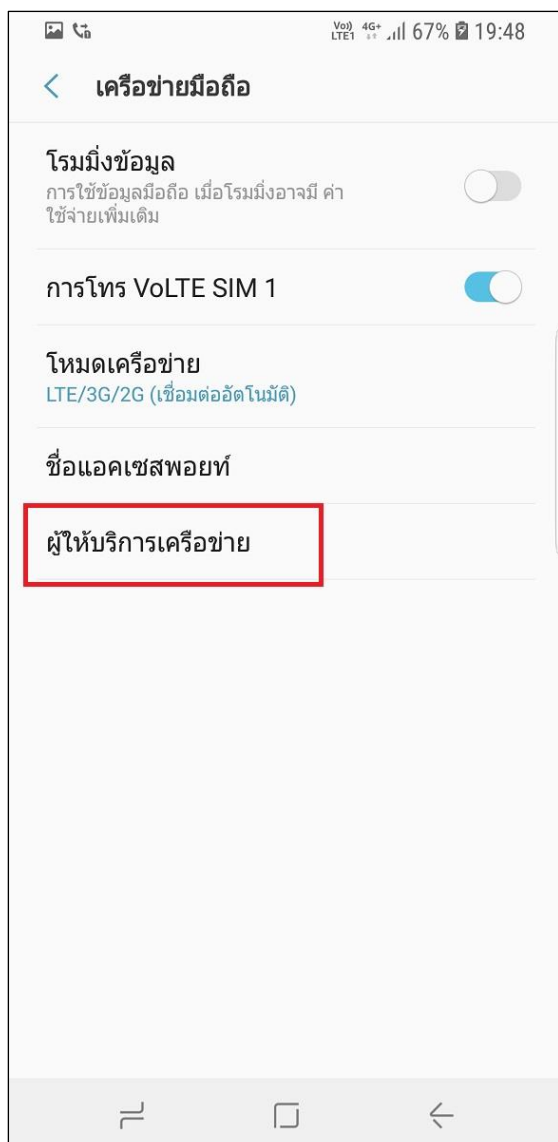 Vo)) 4G+ 67% 19:48
LTE1
เครือข่ายมือถือ
โรมมิ่งข้อมูล
การใช้ข้อมูลมือถือ เมื่อโรมมิ่งอาจมี ค่า
ใช้จ่ายเพิ่มเติม
การโทร VoLTE SIM 1
โหมดเครือข่าย
LTE/3G/2G (เชื่อมต่ออัตโนมัติ)
ชื่อแอคเซสพอยท์
ผู้ให้บริการเครือข่าย